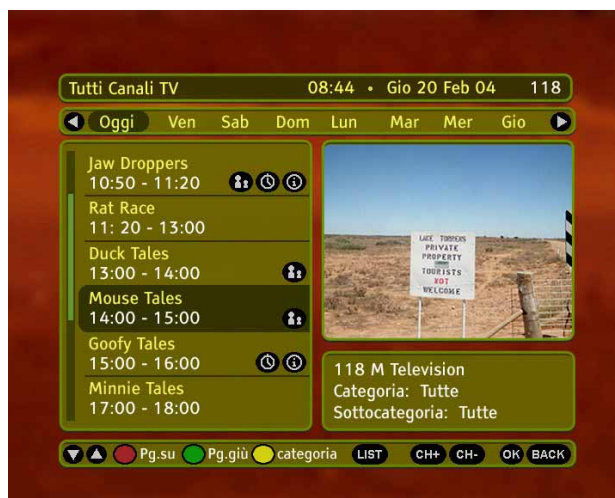 Tutti Canali TV 08:44 • Gio 20 Feb 04 118
Oggi Ven Sab Dom Lun Mar Mer Gio
Jaw Droppers
10:50 - 11:20
Rat Race
11: 20 - 13:00
Duck Tales
13:00 - 14:00
Mouse Tales
14:00 - 15:00
Goofy Tales
15:00 - 16:00
Minnie Tales
17:00 - 18:00
LAKE TORRENS
PRIVATE
PROPERTY
TOURISTS
NOT
WELCOME
118 M Television
Categoria: Tutte
Sottocategoria: Tutte
Pg.su Pg.giù categoria LIST CH+ CH- OK BACK